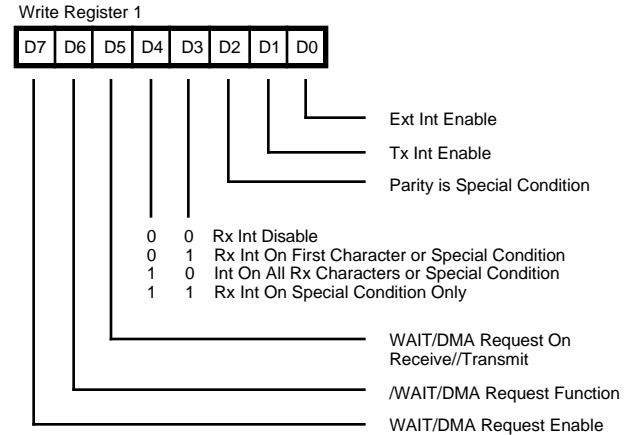 Write Register 1
D7 D6 D5 D4 D3 D2 D1 D0
Ext Int Enable
Tx Int Enable
Parity is Special Condition
0 0 Rx Int Disable
0 1 Rx Int On First Character or Special Condition
1 0 Int On All Rx Characters or Special Condition
1 1 Rx Int On Special Condition Only
WAIT/DMA Request On
Receive//Transmit
/WAIT/DMA Request Function
WAIT/DMA Request Enable